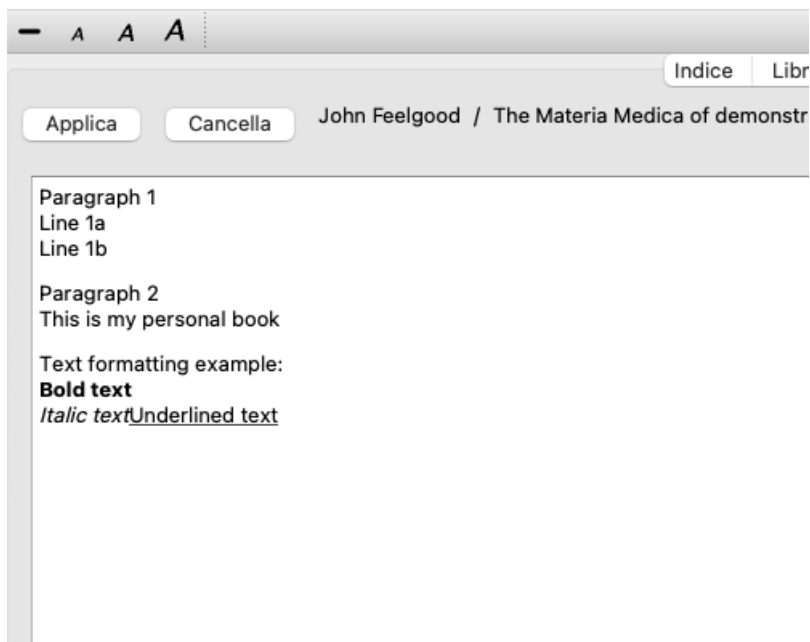 A A A
Indice
Applica Cancella John Feelgood / The Materia Medica of
Paragraph 1
Line 1a
Line 1b
Paragraph 2
This is my personal book
Text formatting example:
Bold text
Italic textUnderlined text